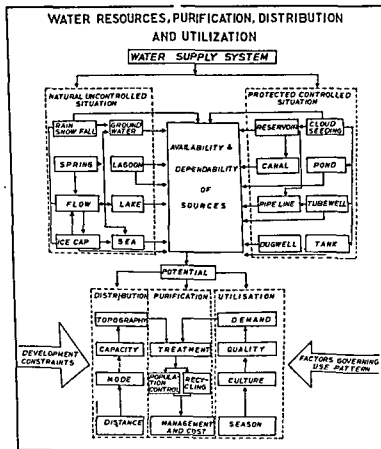 WATER RESOURCES, PURIFICATION, DISTRIBUTION
AND UTILIZATION
WATER SUPPLY SYSTEM
NATURAL UNCONTROLLED
SITUATION
PROTECTED CONTROLLED
SITUATION
RAIN
SNOW FALL
GROUND
WATER
SPRING
LAGOON
FLOW
LAKE
ICE CAP
SEA
AVAILABILITY &
DEPENDABILITY
OF
SOURCES
RESERVOIR
CLOUD
SEEDING
CANAL
POND
PIPE LINE
TUBEWELL
DUGWELL
TANK
POTENTIAL
DISTRIBUTION
PURIFICATION
UTILISATION
TOPOGRAPHY
DEMAND
CAPACITY
TREATMENT
QUALITY
MODE
POPULATION
CONTROL
RECY-
CLING
CULTURE
DISTANCE
MANAGEMENT
AND COST
SEASON
DEVELOPMENT
CONSTRAINTS
FACTORS GOVERNING
USE PATTERN